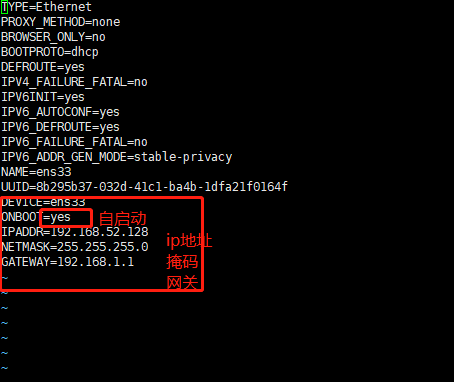 TYPE=Ethernet
PROXY_METHOD=none
BROWSER_ONLY=no
BOOTPROTO=dhcp
DEFROUTE=yes
IPV4_FAILURE_FATAL=no
IPV6INIT=yes
IPV6_AUTOCONF=yes
IPV6_DEFROUTE=yes
IPV6_FAILURE_FATAL=no
IPV6_ADDR_GEN_MODE=stable-privacy
NAME=ens33
UUID=8b295b37-032d-41c1-ba4b-1dfa21f0164f
DEVICE=ens33
ONBOOT=yes 自启动
IPADDR=192.168.52.128 ip地址
NETMASK=255.255.255.0 掩码
GATEWAY=192.168.1.1 网关
~
~
~
~
~
~
~